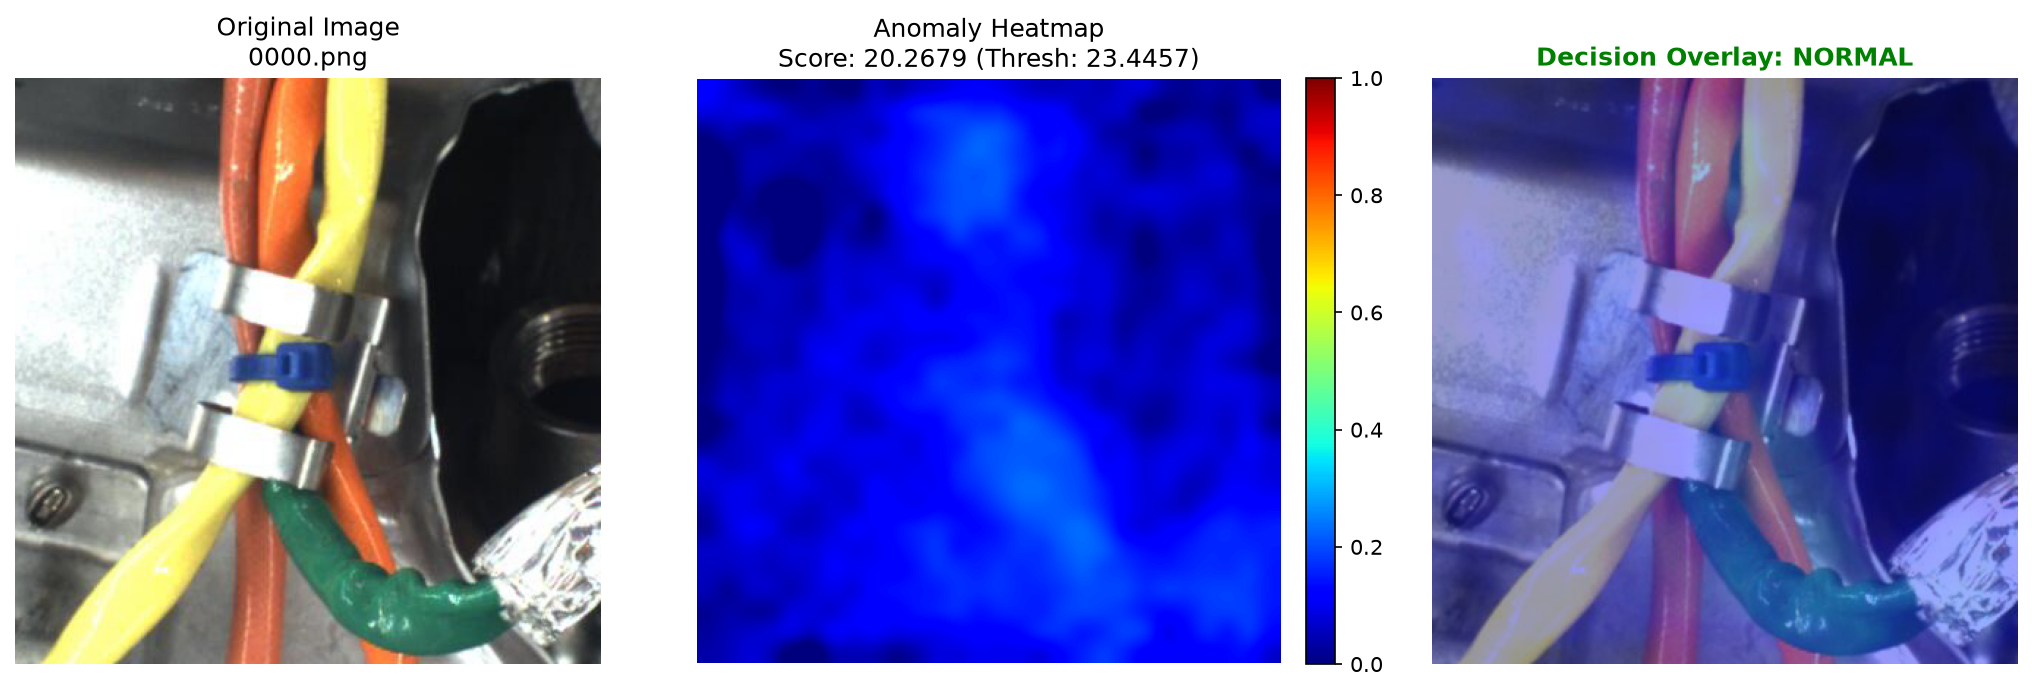 Original Image
0000.png
Anomaly Heatmap
Score: 20.2679 (Thresh: 23.4457)
Decision Overlay: NORMAL
1.0
0.8
0.6
0.4
0.2
0.0